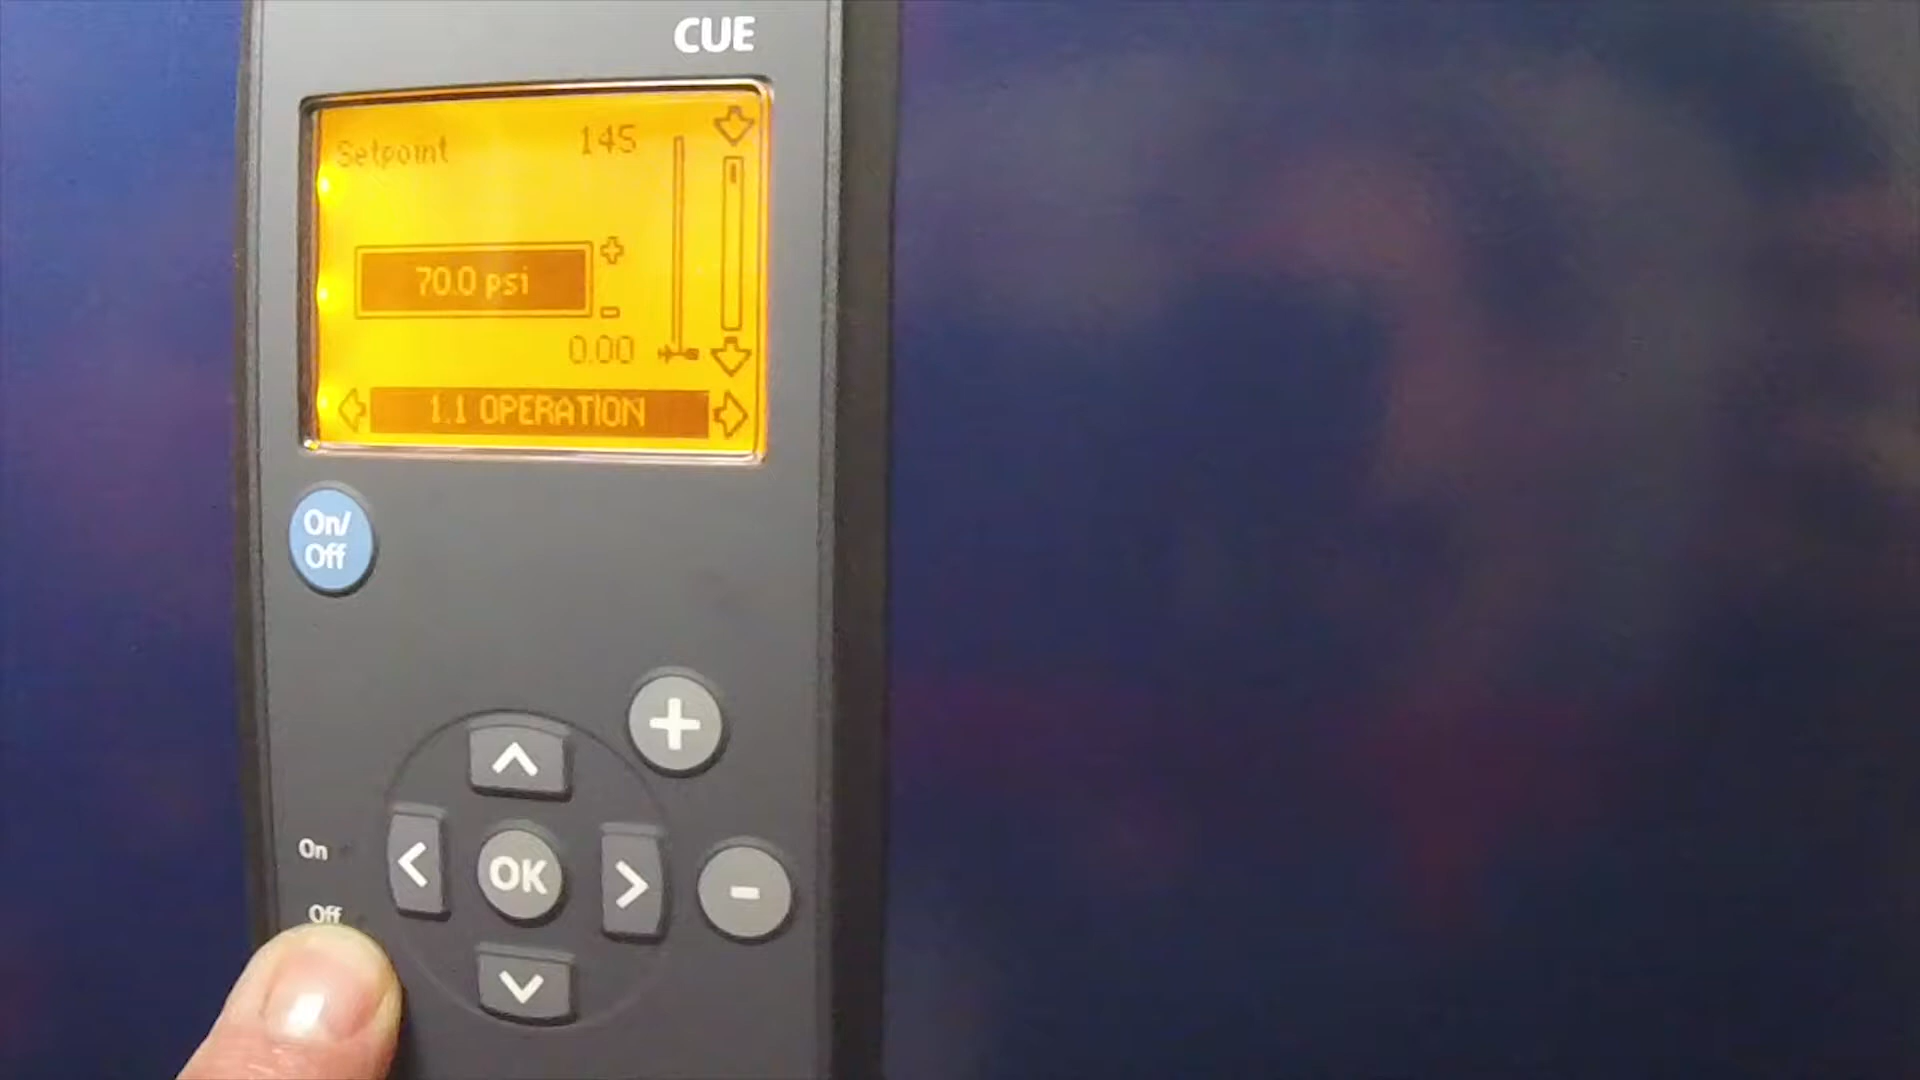 CUE
Setpoint 145
70.0 psi
0.00
1.1 OPERATION
On/
Off
On
OK
Off